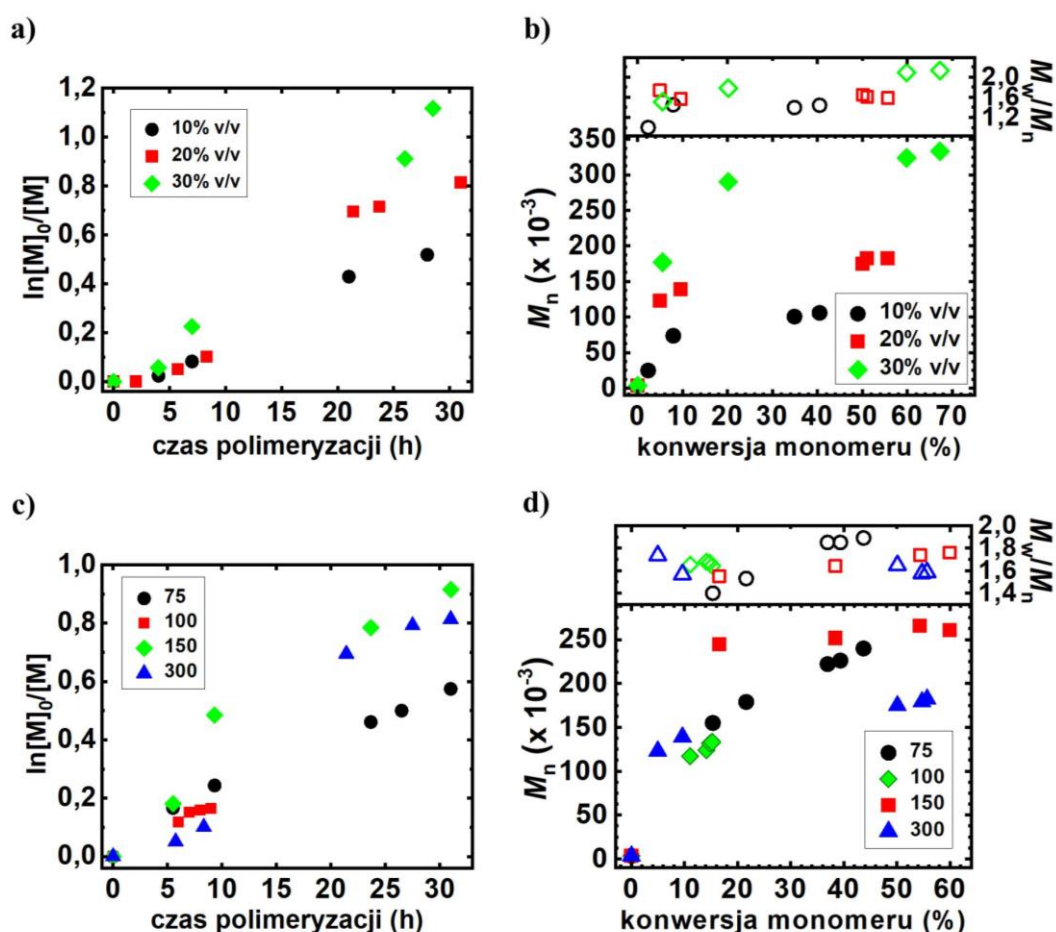 a)
1,2
1,0
0,8
0,6
0,4
0,2
0,0
ln[M]₀/[M]
10% v/v
20% v/v
30% v/v
0 5 10 15 20 25 30
czas polimeryzacji (h)
b)
2,0
1,6
1,2
Mw/Mn
350
300
250
200
150
100
50
0
Mn (x 10⁻³)
10% v/v
20% v/v
30% v/v
0 10 20 30 40 50 60 70
konwersja monomeru (%)
c)
1,0
0,8
0,6
0,4
0,2
0,0
ln[M]₀/[M]
75
100
150
300
0 5 10 15 20 25 30
czas polimeryzacji (h)
d)
2,0
1,8
1,6
1,4
Mw/Mn
250
200
150
100
50
0
Mn (x 10⁻³)
75
100
150
300
0 10 20 30 40 50 60
konwersja monomeru (%)